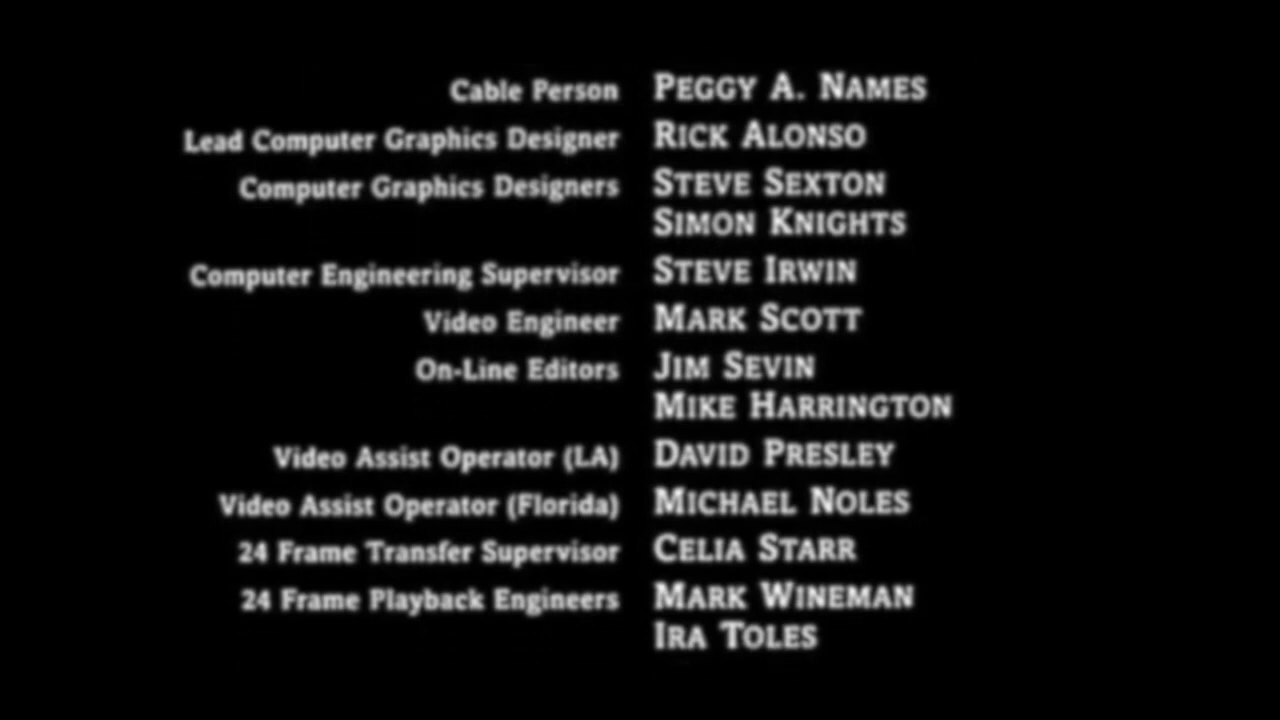 Cable Person PEGGY A. NAMES
Lead Computer Graphics Designer RICK ALONSO
Computer Graphics Designers STEVE SEXTON
SIMON KNIGHTS
Computer Engineering Supervisor STEVE IRWIN
Video Engineer MARK SCOTT
On-Line Editors JIM SEVIN
MIKE HARRINGTON
Video Assist Operator (LA) DAVID PRESLEY
Video Assist Operator (Florida) MICHAEL NOLES
24 Frame Transfer Supervisor CELIA STARR
24 Frame Playback Engineers MARK WINEMAN
IRA TOLES